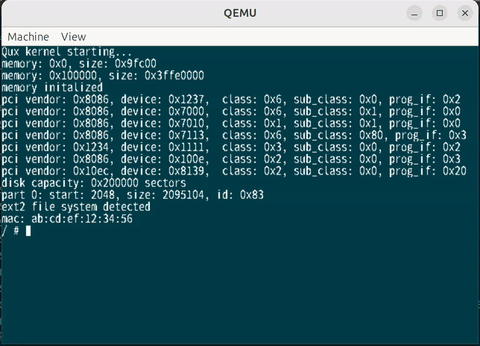 QEMU
Machine View
Qux kernel starting...
memory: 0x0, size: 0x9fc00
memory: 0x100000, size: 0x3ffe0000
memory initalized
pci vendor: 0x8086, device: 0x1237,  class: 0x6, sub_class: 0x0, prog_if: 0x2
pci vendor: 0x8086, device: 0x7000,  class: 0x6, sub_class: 0x1, prog_if: 0x0
pci vendor: 0x8086, device: 0x7010,  class: 0x1, sub_class: 0x1, prog_if: 0x0
pci vendor: 0x8086, device: 0x7113,  class: 0x6, sub_class: 0x80, prog_if: 0x3
pci vendor: 0x1234, device: 0x1111,  class: 0x3, sub_class: 0x0, prog_if: 0x2
pci vendor: 0x8086, device: 0x100e,  class: 0x2, sub_class: 0x0, prog_if: 0x3
pci vendor: 0x10ec, device: 0x8139,  class: 0x2, sub_class: 0x0, prog_if: 0x20
disk capacity: 0x200000 sectors
part 0: start: 2048, size: 2095104, id: 0x83
ext2 file system detected
mac: ab:cd:ef:12:34:56
/ #